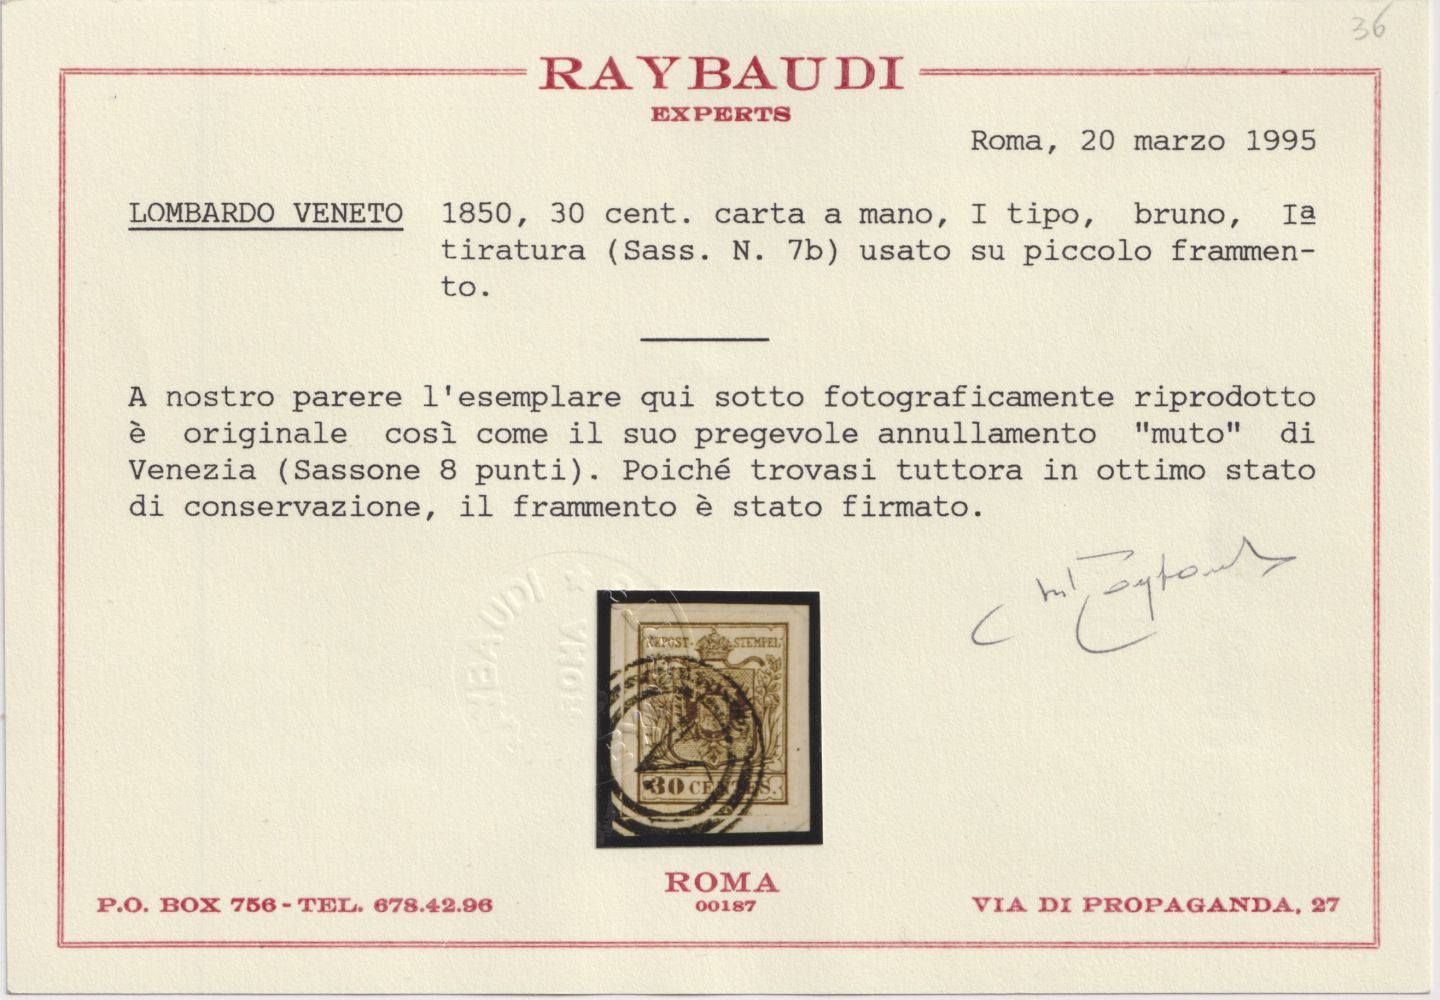 36
RAYBAUDI
EXPERTS
Roma, 20 marzo 1995
LOMBARDO VENETO 1850, 30 cent. carta a mano, I tipo, bruno, Iª
tiratura (Sass. N. 7b) usato su piccolo frammen-
to.
A nostro parere l'esemplare qui sotto fotograficamente riprodotto
è originale così come il suo pregevole annullamento "muto" di
Venezia (Sassone 8 punti). Poiché trovasi tuttora in ottimo stato
di conservazione, il frammento è stato firmato.
RAYBAUDI
ROMA
KKPOST-STEMPEL
30 CENTES.
ROMA
00187
P.O. BOX 756 - TEL. 678.42.96
VIA DI PROPAGANDA, 27